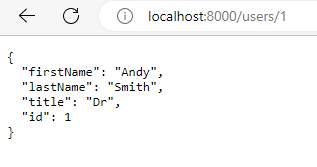 localhost:8000/users/1
{
  "firstName": "Andy",
  "lastName": "Smith",
  "title": "Dr",
  "id": 1
}